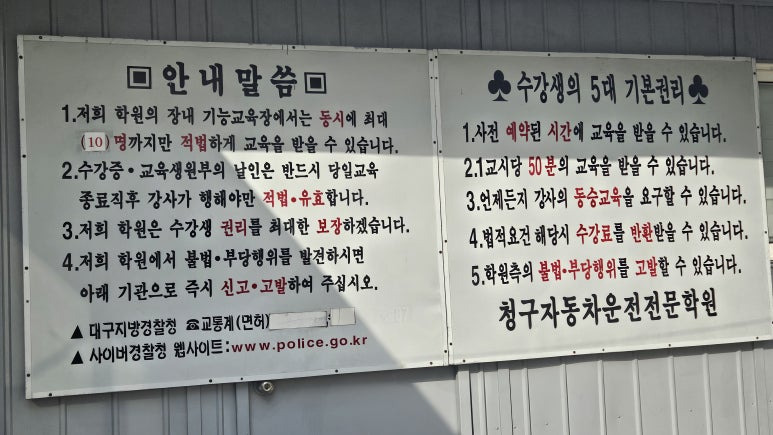 ▣ 안내말씀 ▣
1.저희 학원의 장내 기능교육장에서는 동시에 최대
(10) 명까지만 적법하게 교육을 받을 수 있습니다.
2.수강증·교육생원부의 날인은 반드시 당일교육
종료직후 강사가 행해야만 적법·유효합니다.
3.저희 학원은 수강생 권리를 최대한 보장하겠습니다.
4.저희 학원에서 불법·부당행위를 발견하시면
아래 기관으로 즉시 신고·고발하여 주십시오.
▲ 대구지방경찰청 ☎교통계(면허)
▲ 사이버경찰청 웹사이트:www.police.go.kr
♣ 수강생의 5대 기본권리 ♣
1.사전 예약된 시간에 교육을 받을 수 있습니다.
2.1교시당 50분의 교육을 받을 수 있습니다.
3.언제든지 강사의 동승교육을 요구할 수 있습니다.
4.법적요건 해당시 수강료를 반환받을 수 있습니다.
5.학원측의 불법·부당행위를 고발할 수 있습니다.
청구자동차운전전문학원